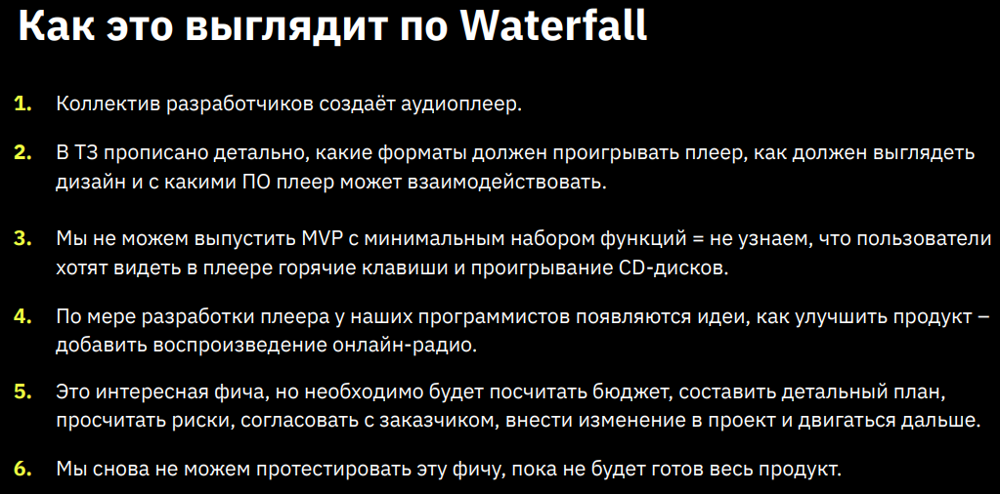 Как это выглядит по Waterfall
1. Коллектив разработчиков создаёт аудиоплеер.
2. В ТЗ прописано детально, какие форматы должен проигрывать плеер, как должен выглядеть
дизайн и с какими ПО плеер может взаимодействовать.
3. Мы не можем выпустить MVP с минимальным набором функций = не узнаем, что пользователи
хотят видеть в плеере горячие клавиши и проигрывание CD-дисков.
4. По мере разработки плеера у наших программистов появляются идеи, как улучшить продукт –
добавить воспроизведение онлайн-радио.
5. Это интересная фича, но необходимо будет посчитать бюджет, составить детальный план,
просчитать риски, согласовать с заказчиком, внести изменение в проект и двигаться дальше.
6. Мы снова не можем протестировать эту фичу, пока не будет готов весь продукт.